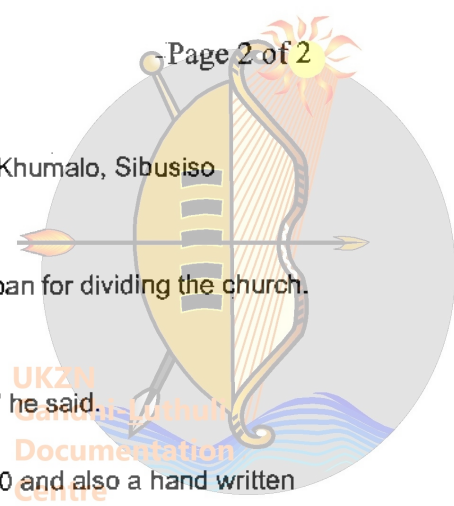 -Page 2 of 2
Khumalo, Sibusiso
for dividing the church.
UKZN
" he said.
Gandhi-Luthuli
Documentation
0 and also a hand written
Centre